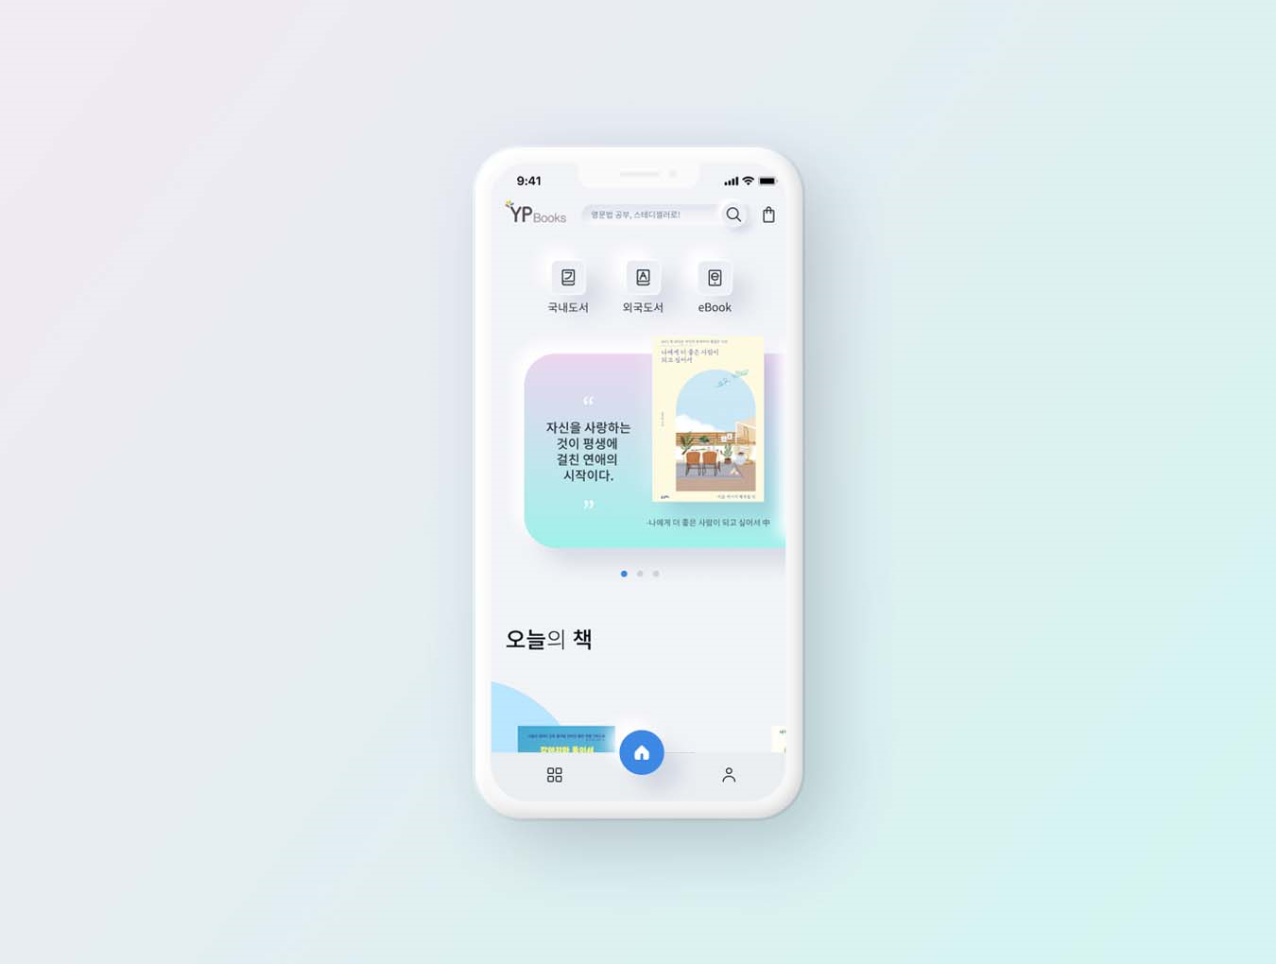 9:41
YP Books
영문법 공부, 스테디셀러로!
국내도서
외국도서
eBook
“
자신을 사랑하는
것이 평생에
걸친 연애의
시작이다.
”
나에게 더 좋은 사람이
되고 싶어서
-나에게 더 좋은 사람이 되고 싶어서 中
오늘의 책